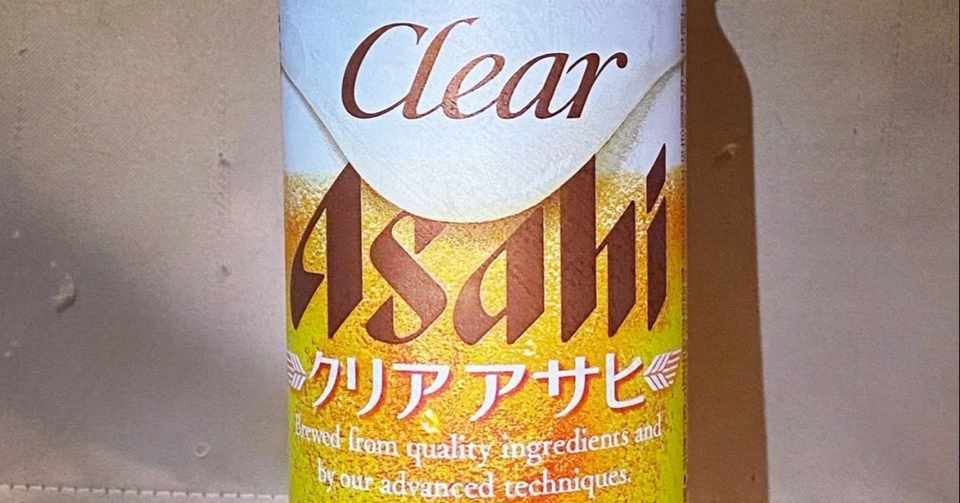 Clear
Asahi
クリアアサヒ
Brewed from quality ingredients and
by our advanced techniques.